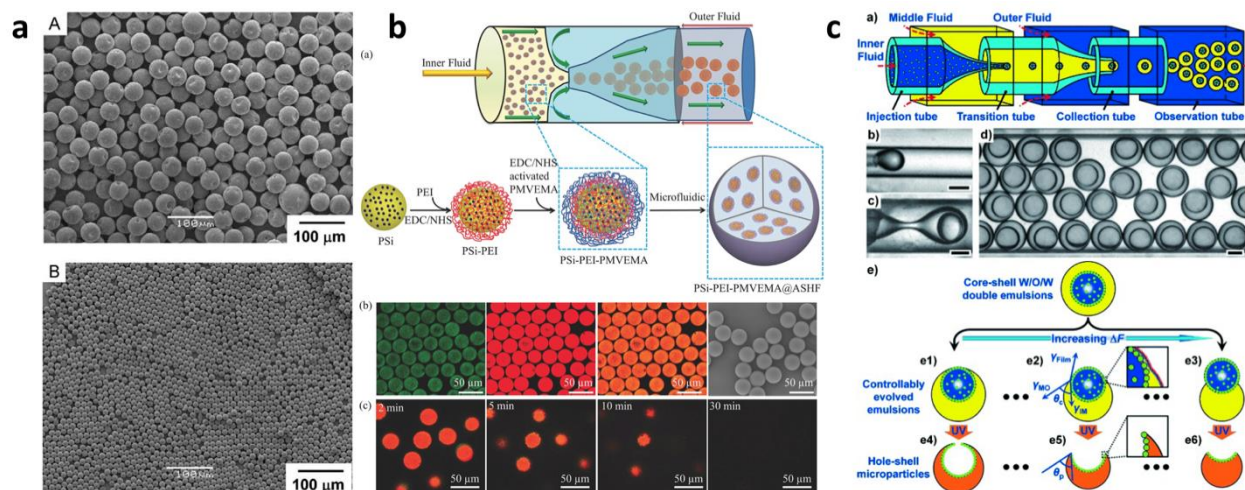 a
A
100μm
100 μm
B
100μm
100 μm
b
(a)
Inner Fluid
Outer Fluid
EDC/NHS
activated
PMVEMA
PEI
EDC/NHS
Microfluidic
PSi
PSi-PEI
PSi-PEI-PMVEMA
PSi-PEI-PMVEMA@ASHF
(b)
50 μm
50 μm
50 μm
50 μm
(c)
2 min
5 min
10 min
30 min
50 μm
50 μm
50 μm
50 μm
c
a)
Middle Fluid
Outer Fluid
Inner
Fluid
Injection tube
Transition tube
Collection tube
Observation tube
b)
d)
c)
e)
Core-shell W/O/W
double emulsions
Increasing ΔF
e1)
e2)
e3)
γFilm
γMO
θc
γIM
Controllably
evolved
emulsions
UV
UV
UV
e4)
e5)
e6)
Hole-shell
microparticles
θp